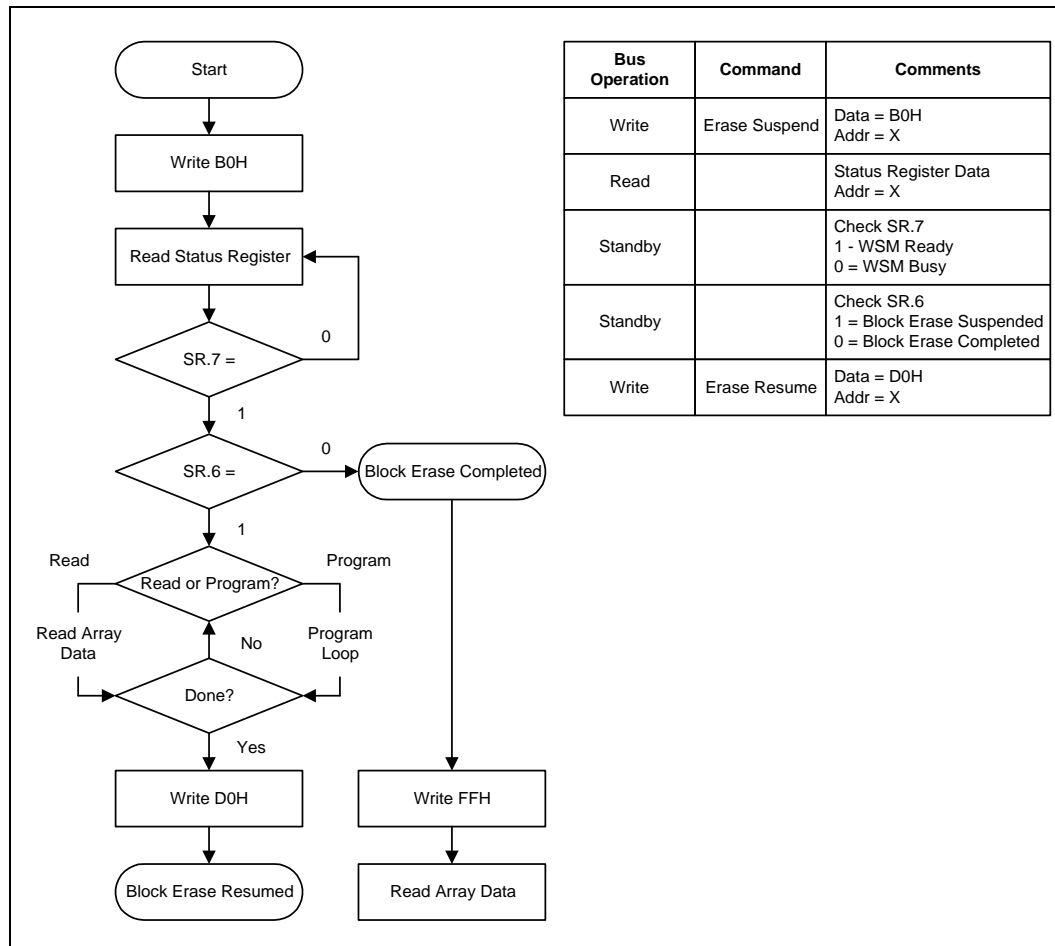 Start
Write B0H
Read Status Register
0
SR.7 =
1
0
SR.6 =
Block Erase Completed
1
Read
Program
Read or Program?
Read Array
Data
No
Program
Loop
Done?
Yes
Write D0H
Write FFH
Block Erase Resumed
Read Array Data
Bus
Operation
Command
Comments
Write
Erase Suspend
Data = B0H
Addr = X
Read
Status Register Data
Addr = X
Standby
Check SR.7
1 - WSM Ready
0 = WSM Busy
Standby
Check SR.6
1 = Block Erase Suspended
0 = Block Erase Completed
Write
Erase Resume
Data = D0H
Addr = X